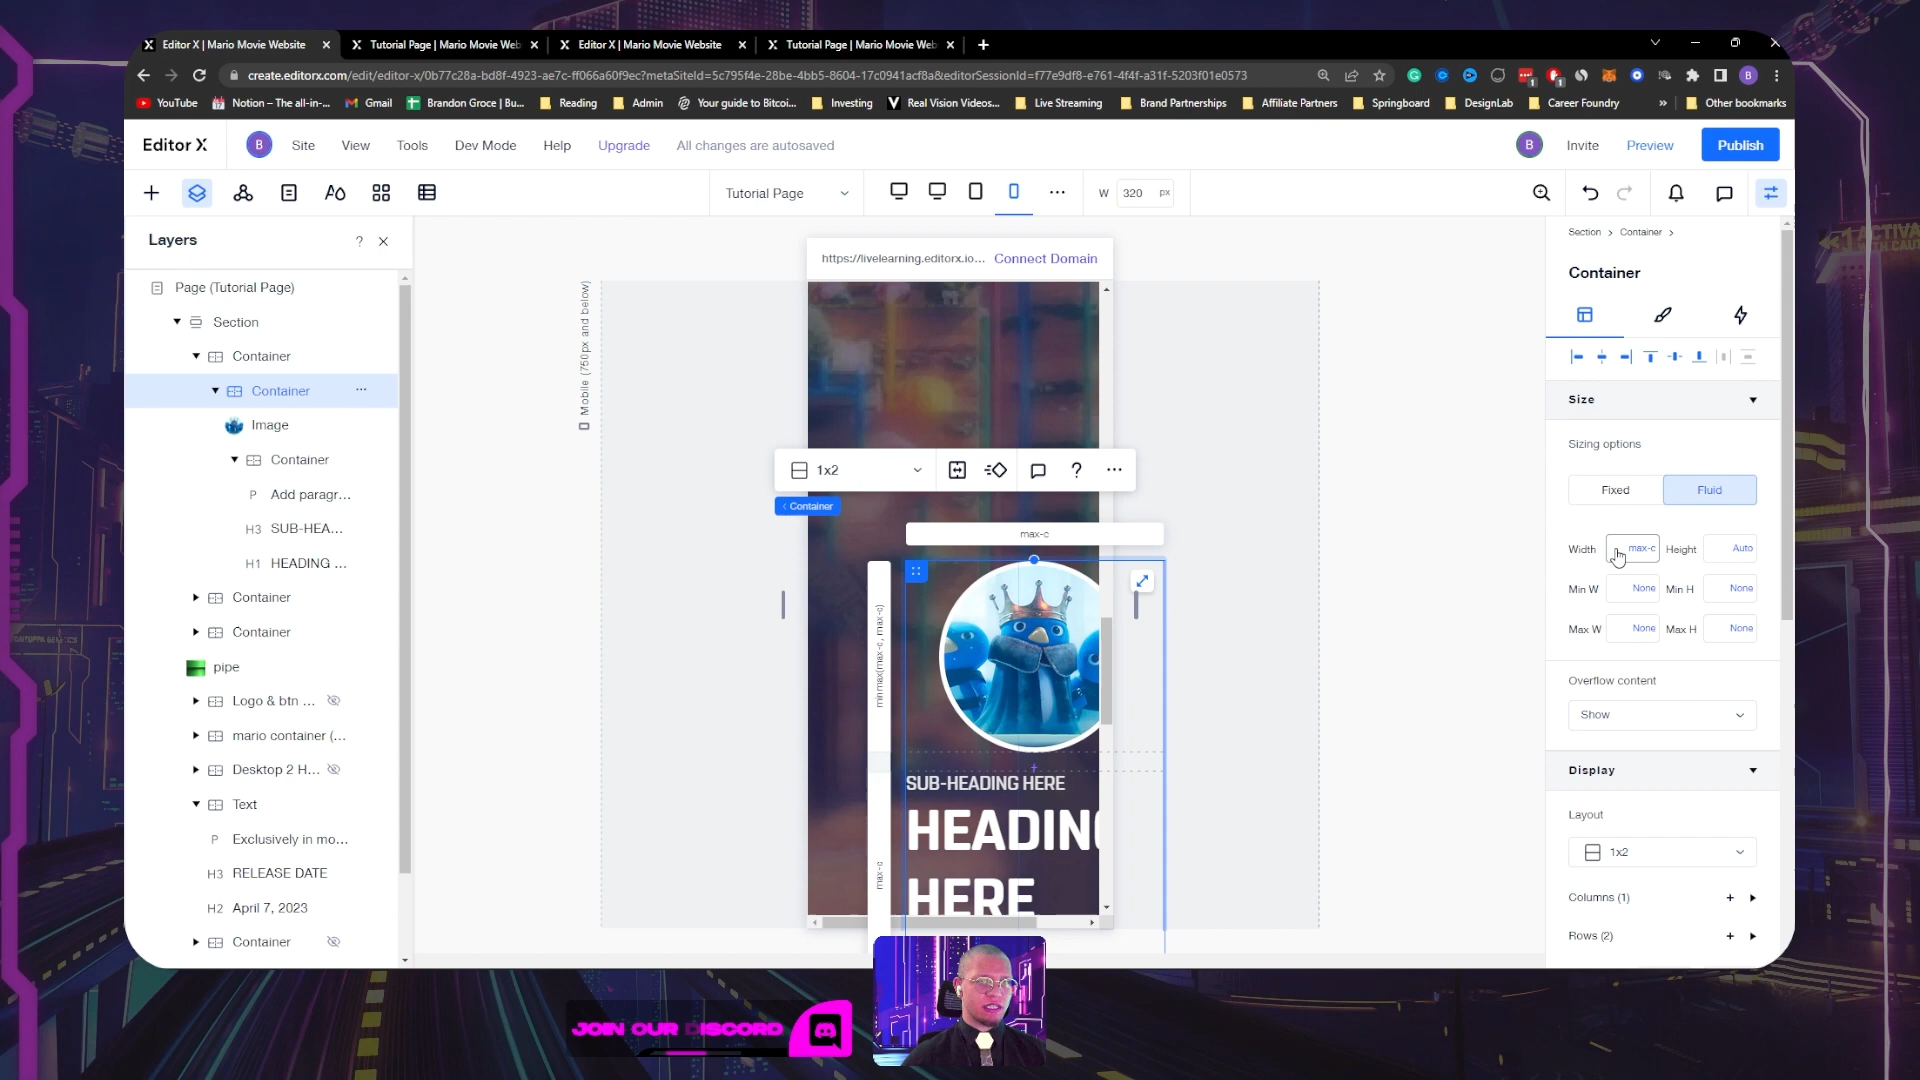 Editor X | Mario Movie Website
Tutorial Page | Mario Movie Web
Editor X | Mario Movie Website
Tutorial Page | Mario Movie Web
create.editorx.com/edit/editor-x/0b77c28a-bd8f-4923-ae7c-ff066a60f9ec?metaSiteId=5c795f4e-28be-4bb5-8604-17c0941acf8a&editorSessionId=f77e9df8-e761-4f4f-a31f-5203f01e0573
YouTube
Notion – The all-in-...
Gmail
Brandon Groce | Bu...
Reading
Admin
Your guide to Bitcoi...
Investing
Real Vision Videos...
Live Streaming
Brand Partnerships
Affiliate Partners
Springboard
DesignLab
Career Foundry
»
Other bookmarks
Editor X
B
Site
View
Tools
Dev Mode
Help
Upgrade
All changes are autosaved
B
Invite
Preview
Publish
Tutorial Page
W 320 px
Layers
?
Page (Tutorial Page)
Section
Container
Container
Image
Container
P Add paragr...
H3 SUB-HEA...
H1 HEADING ...
Container
Container
pipe
Logo & btn ...
mario container (...
Desktop 2 H...
Text
P Exclusively in mo...
H3 RELEASE DATE
H2 April 7, 2023
Container
Mobile (750px and below)
https://livelearning.editorx.io...
Connect Domain
1x2
?
< Container
max-c
minmax(max-c, max-c)
max-c
SUB-HEADING HERE
HEADING
HERE
Section > Container >
Container
Size
Sizing options
Fixed
Fluid
Width max-c
Height Auto
Min W None
Min H None
Max W None
Max H None
Overflow content
Show
Display
Layout
1x2
Columns (1)
Rows (2)
JOIN OUR DISCORD